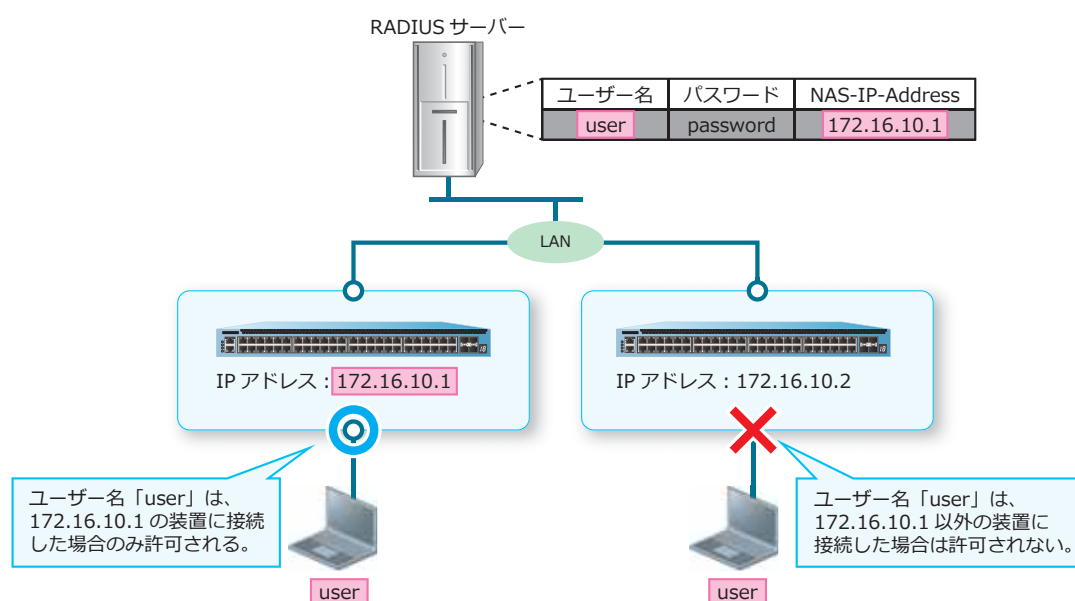 RADIUS サーバー
ユーザー名 パスワード NAS-IP-Address
user password 172.16.10.1
LAN
IP アドレス : 172.16.10.1
IP アドレス : 172.16.10.2
ユーザー名「user」は、
172.16.10.1 の装置に接続
した場合のみ許可される。
ユーザー名「user」は、
172.16.10.1 以外の装置に
接続した場合は許可されない。
user
user